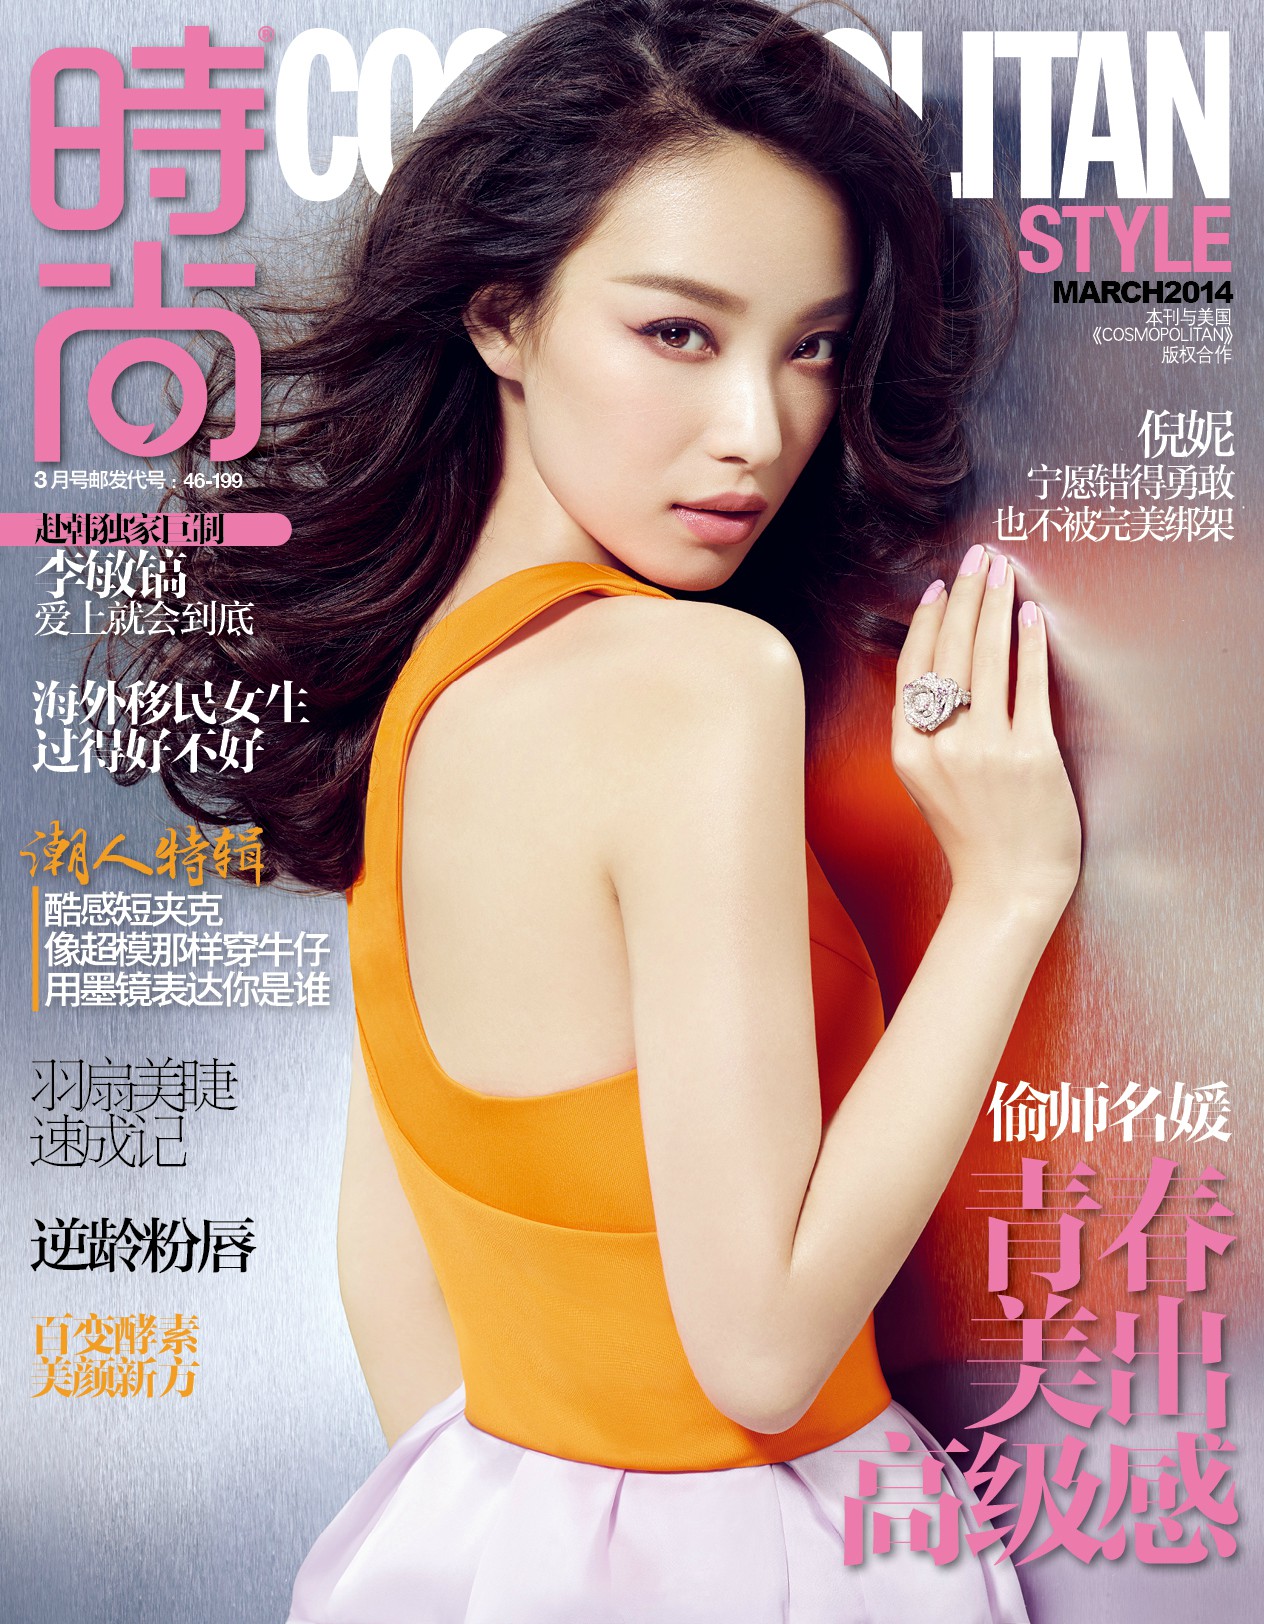 時尚®
COSMOPOLITAN
STYLE
MARCH2014
本刊与美国
《COSMOPOLITAN》
版权合作
3月号邮发代号：46-199
倪妮
宁愿错得勇敢
也不被完美绑架
赴韩独家巨制
李敏镐
爱上就会到底
海外移民女生
过得好不好
潮人特辑
酷感短夹克
像超模那样穿牛仔
用墨镜表达你是谁
羽扇美睫
速成记
逆龄粉唇
百变酵素
美颜新方
偷师名媛
青春
美出
高级感